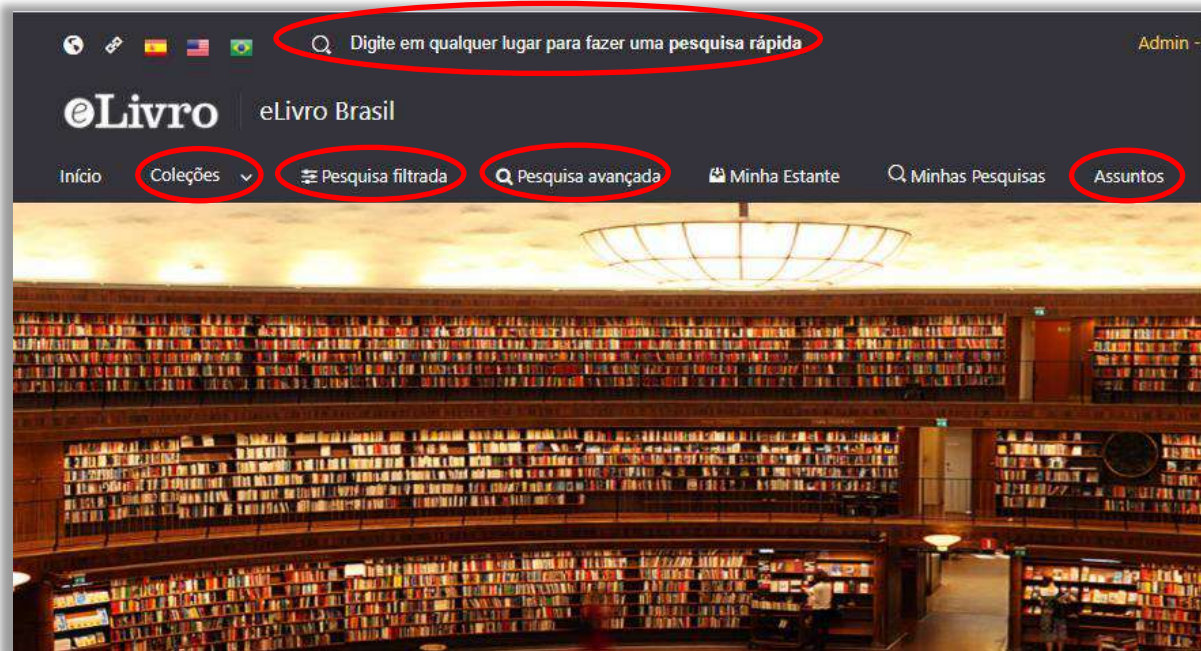 Digite em qualquer lugar para fazer uma pesquisa rápida
Admin -
eLivro
eLivro Brasil
Início Coleções Pesquisa filtrada Pesquisa avançada Minha Estante Minhas Pesquisas Assuntos